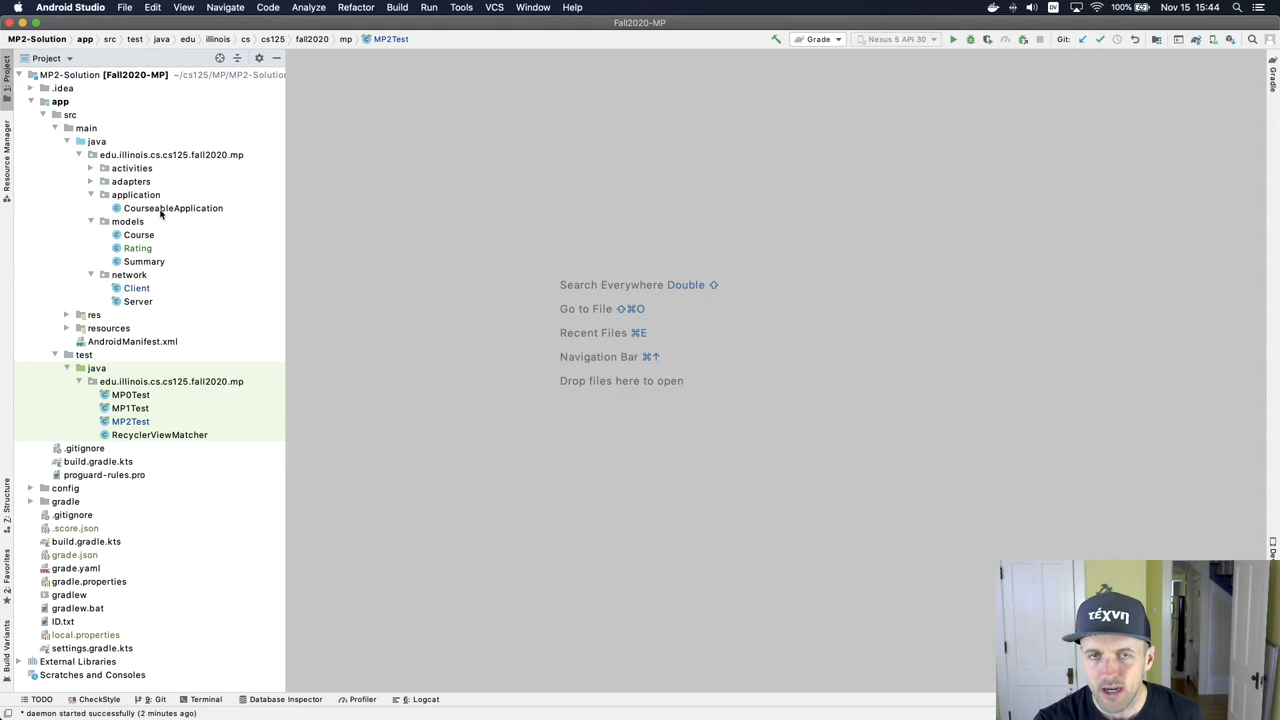 Android Studio File Edit View Navigate Code Analyze Refactor Build Run Tools VCS Window Help DV 100% Nov 15 15:44
Fall2020-MP
MP2-Solution app src test java edu illinois cs cs125 fall2020 mp MP2Test Grade Nexus 5 API 30 Git:
Project
MP2-Solution [Fall2020-MP] ~/cs125/MP/MP2-Solution
.idea
app
src
main
java
edu.illinois.cs.cs125.fall2020.mp
activities
adapters
application
CourseableApplication
models
Course
Rating
Summary
network
Client
Server
res
resources
AndroidManifest.xml
test
java
edu.illinois.cs.cs125.fall2020.mp
MP0Test
MP1Test
MP2Test
RecyclerViewMatcher
.gitignore
build.gradle.kts
proguard-rules.pro
config
gradle
.gitignore
.score.json
build.gradle.kts
grade.json
grade.yaml
gradle.properties
gradlew
gradlew.bat
ID.txt
local.properties
settings.gradle.kts
External Libraries
Scratches and Consoles
1: Project
Resource Manager
Z: Structure
2: Favorites
Build Variants
Search Everywhere Double ⇧
Go to File ⇧⌘O
Recent Files ⌘E
Navigation Bar ⌘↑
Drop files here to open
Gradle
τέχνη
TODO CheckStyle 9: Git Terminal Database Inspector Profiler 6: Logcat
* daemon started successfully (2 minutes ago)